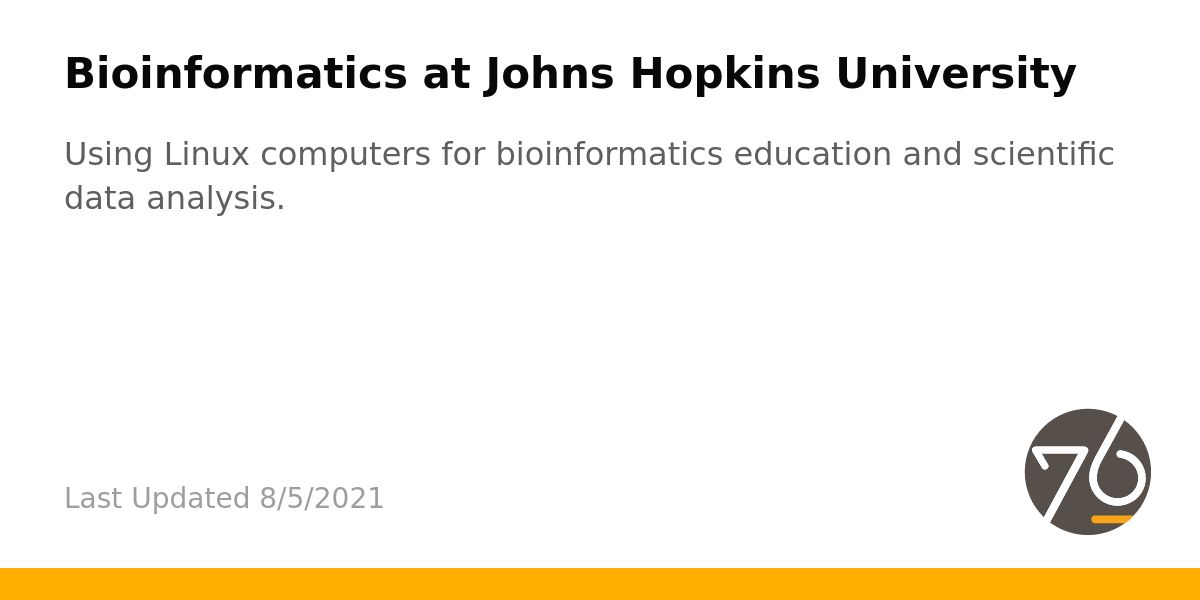 Bioinformatics at Johns Hopkins University
Using Linux computers for bioinformatics education and scientific
data analysis.
Last Updated 8/5/2021
76